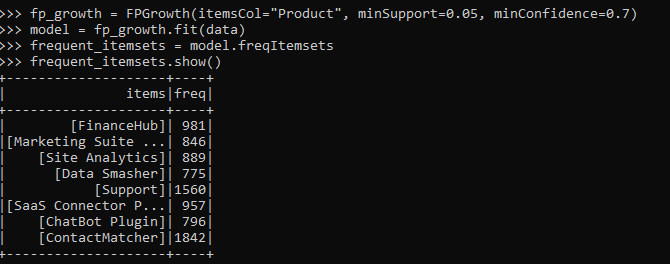 >>> fp_growth = FPGrowth(itemsCol="Product", minSupport=0.05, minConfidence=0.7)
>>> model = fp_growth.fit(data)
>>> frequent_itemsets = model.freqItemsets
>>> frequent_itemsets.show()
+--------------------+----+
|               items|freq|
+--------------------+----+
|        [FinanceHub]| 981|
|[Marketing Suite ...| 846|
|    [Site Analytics]| 889|
|      [Data Smasher]| 775|
|           [Support]|1560|
|[SaaS Connector P...| 957|
|    [ChatBot Plugin]| 796|
|    [ContactMatcher]|1842|
+--------------------+----+